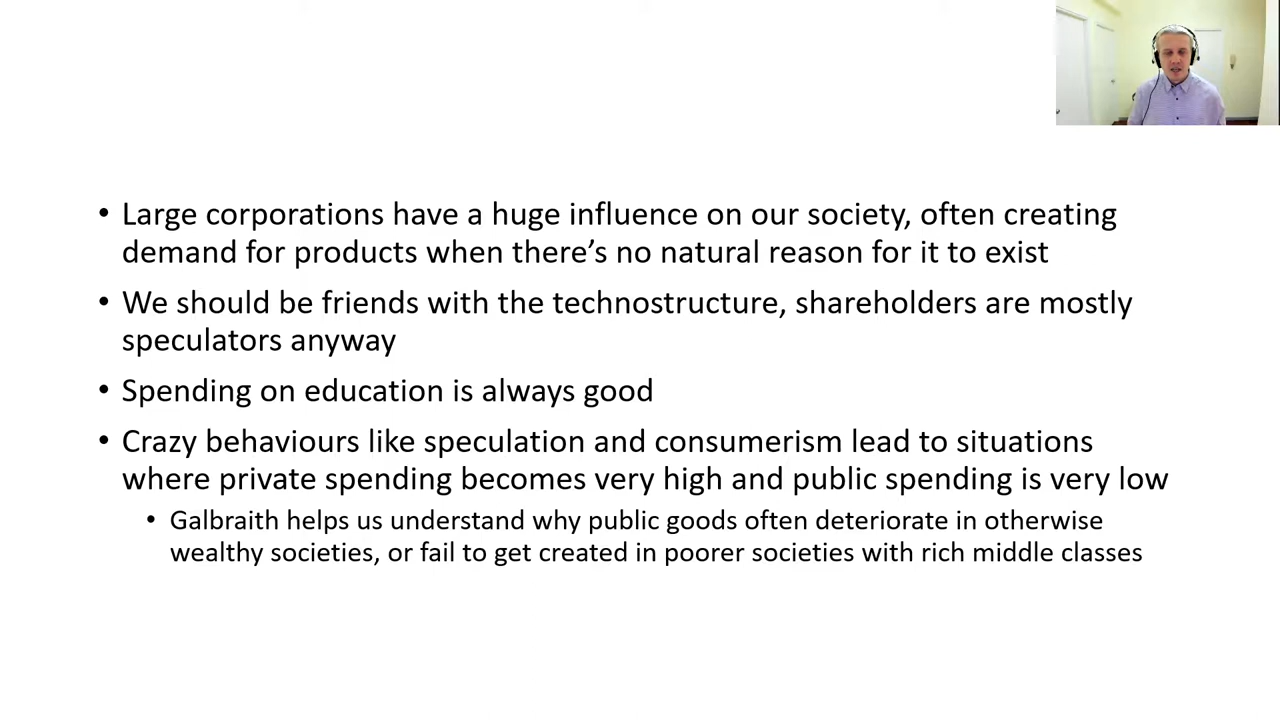 • Large corporations have a huge influence on our society, often creating
demand for products when there’s no natural reason for it to exist
• We should be friends with the technostructure, shareholders are mostly
speculators anyway
• Spending on education is always good
• Crazy behaviours like speculation and consumerism lead to situations
where private spending becomes very high and public spending is very low
• Galbraith helps us understand why public goods often deteriorate in otherwise
wealthy societies, or fail to get created in poorer societies with rich middle classes